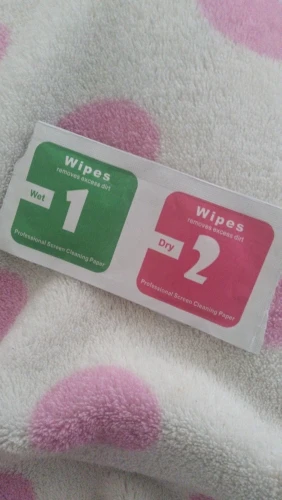 Wipes
removes excess dirt
Wet
1
Professional Screen Cleaning Paper
Wipes
removes excess dirt
Dry
2
Professional Screen Cleaning Paper